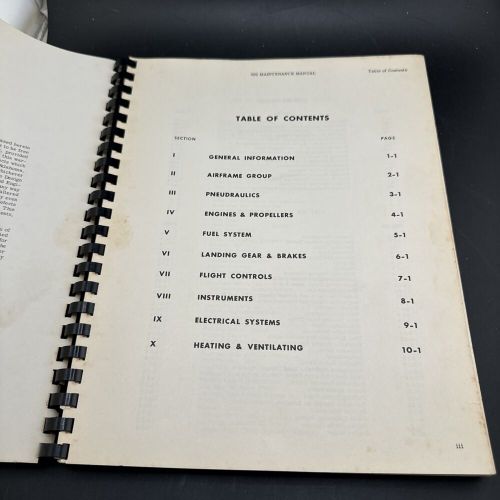 MAINTENANCE MANUAL
Table of Contents
TABLE OF CONTENTS
SECTION PAGE
I GENERAL INFORMATION 1-1
II AIRFRAME GROUP 2-1
III PNEUDRAULICS 3-1
IV ENGINES & PROPELLERS 4-1
V FUEL SYSTEM 5-1
VI LANDING GEAR & BRAKES 6-1
VII FLIGHT CONTROLS 7-1
VIII INSTRUMENTS 8-1
IX ELECTRICAL SYSTEMS 9-1
X HEATING & VENTILATING 10-1
iii